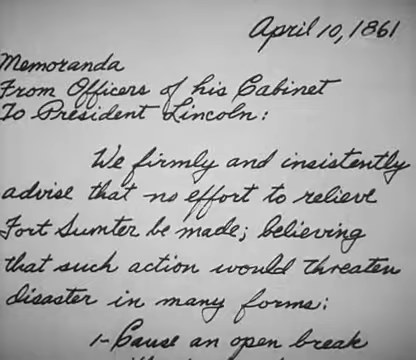 April 10, 1861
Memoranda
From Officers of his Cabinet
To President Lincoln:
We firmly and insistently
advise that no effort to relieve
Fort Sumter be made; believing
that such action would threaten
disaster in many forms:
1- Cause an open break